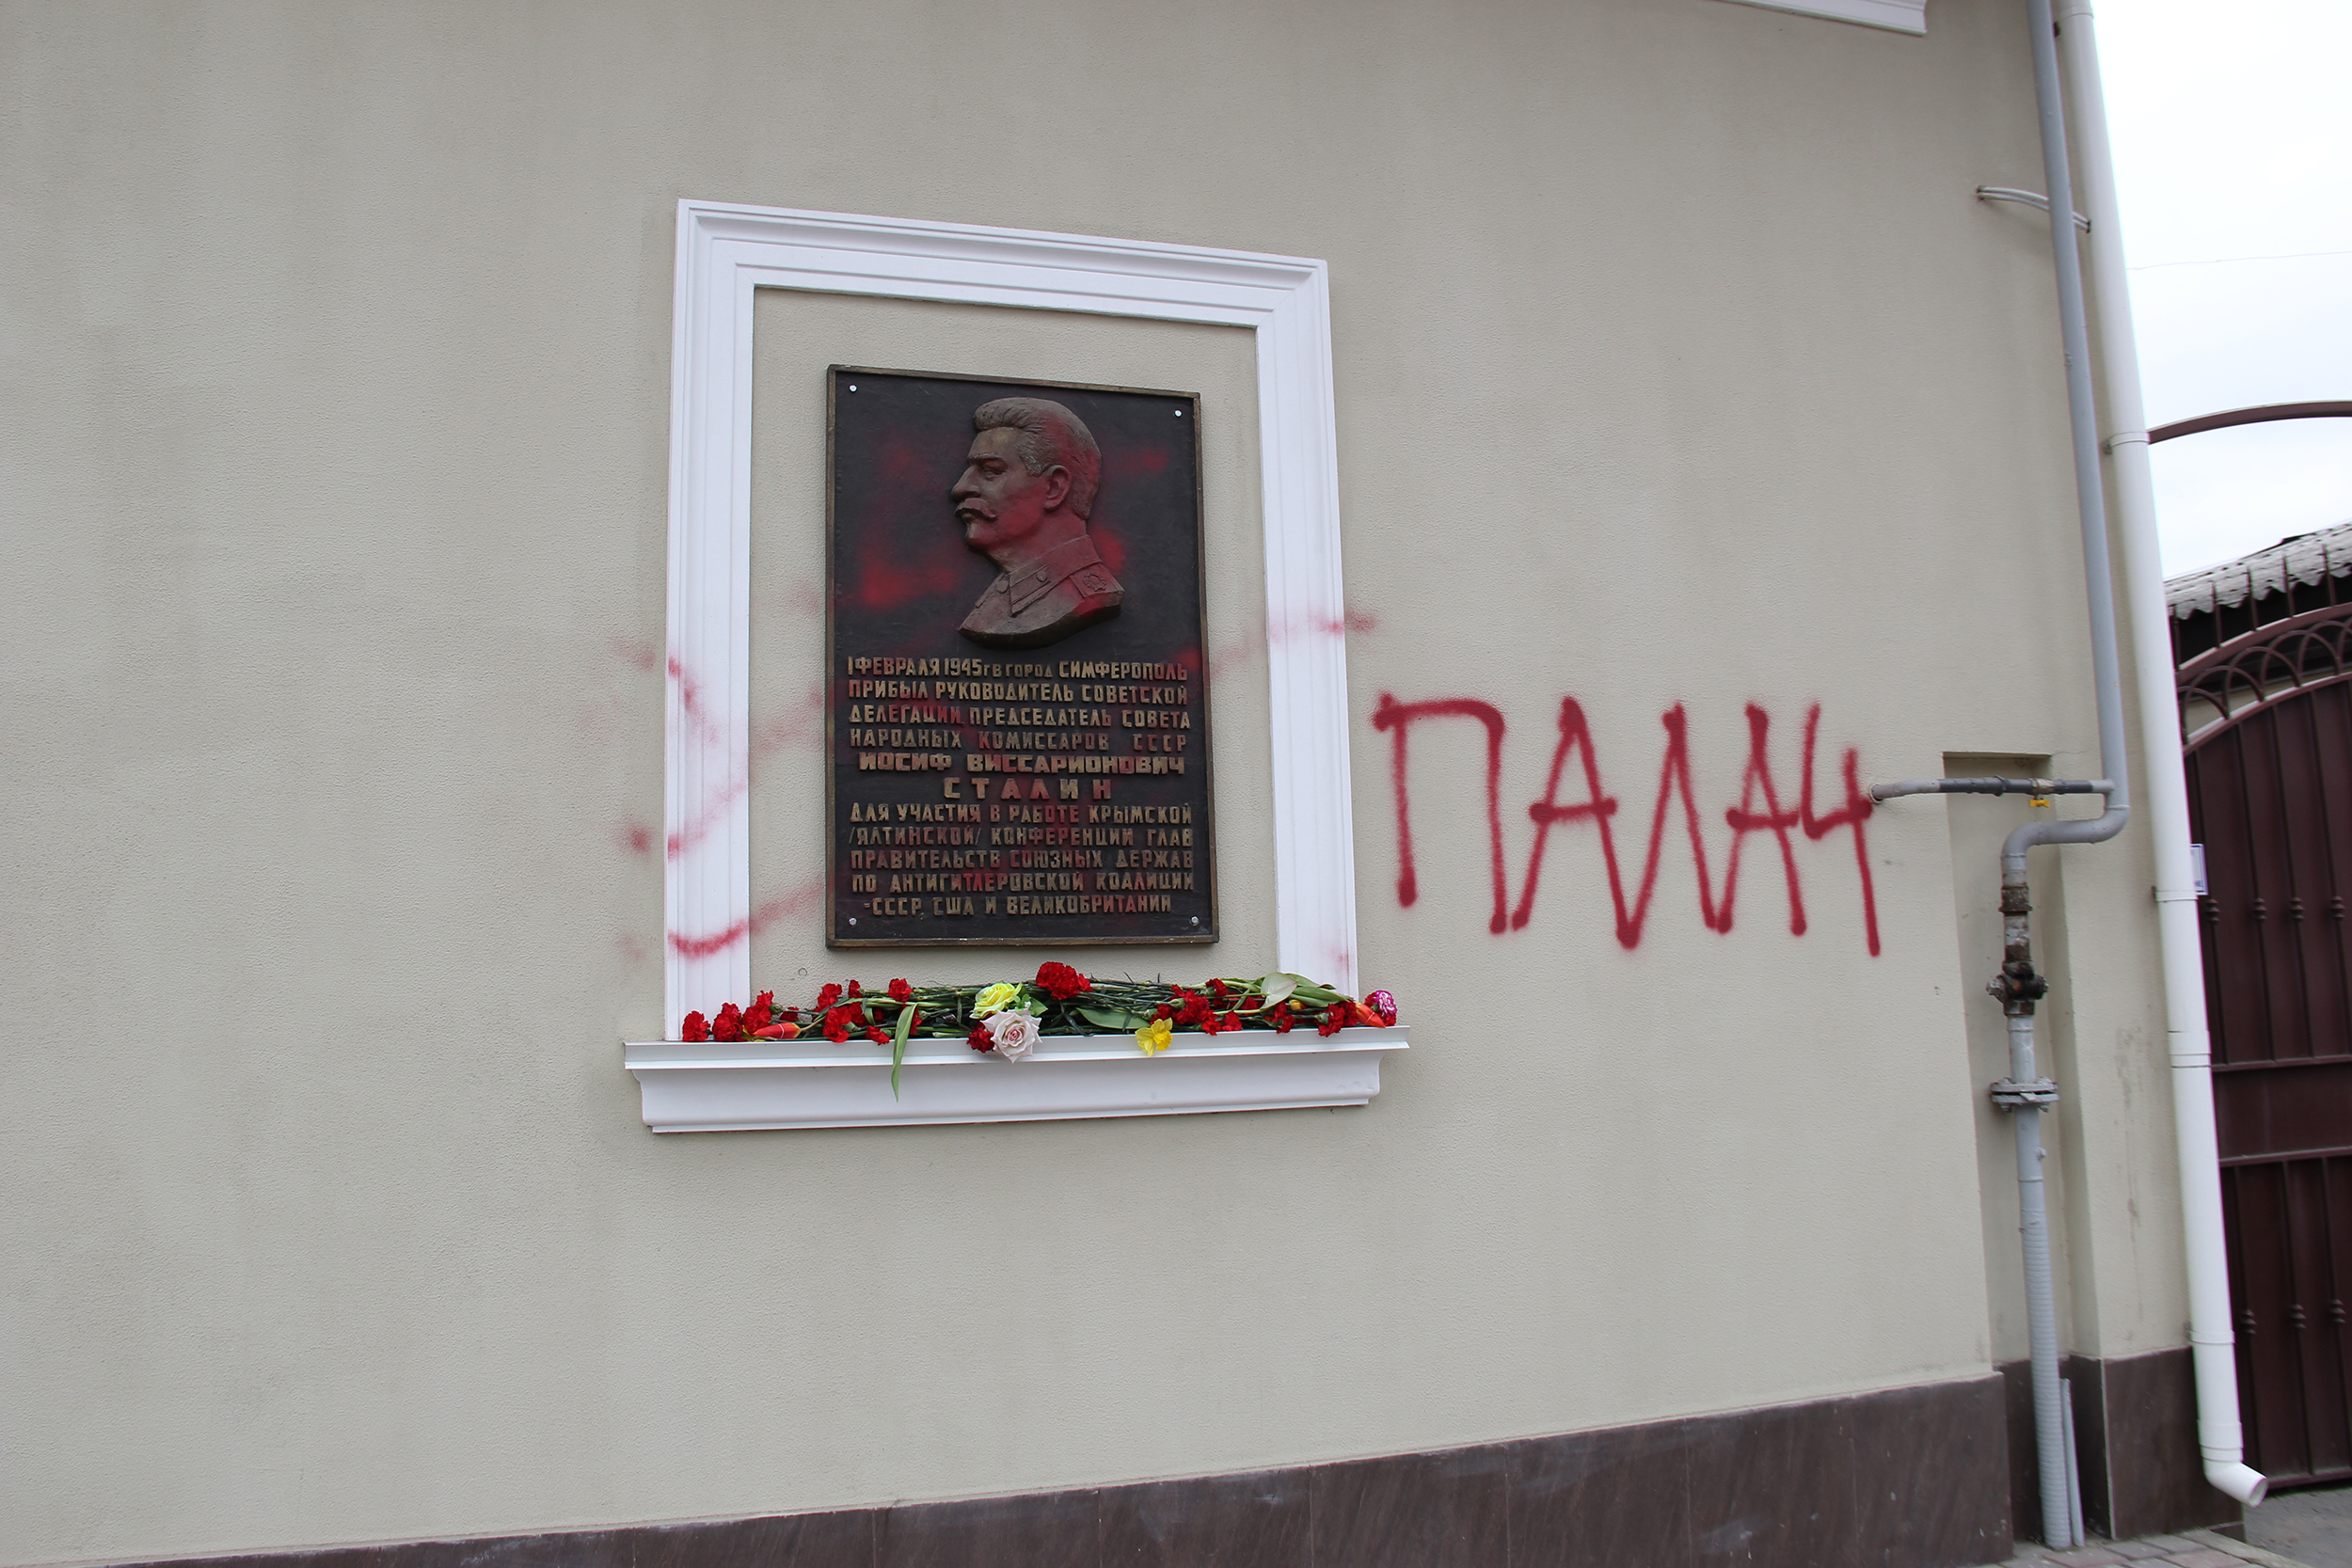 1 ФЕВРАЛЯ 1945г В ГОРОД СИМФЕРОПОЛЬ
ПРИБЫЛ РУКОВОДИТЕЛЬ СОВЕТСКОЙ
ДЕЛЕГАЦИИ ПРЕДСЕДАТЕЛЬ СОВЕТА
НАРОДНЫХ КОМИССАРОВ СССР
ИОСИФ ВИССАРИОНОВИЧ
СТАЛИН
ДЛЯ УЧАСТИЯ В РАБОТЕ КРЫМСКОЙ
/ЯЛТИНСКОЙ/ КОНФЕРЕНЦИИ ГЛАВ
ПРАВИТЕЛЬСТВ СОЮЗНЫХ ДЕРЖАВ
ПО АНТИГИТЛЕРОВСКОЙ КОАЛИЦИИ
-СССР, США И ВЕЛИКОБРИТАНИИ
ПАЛАЧ